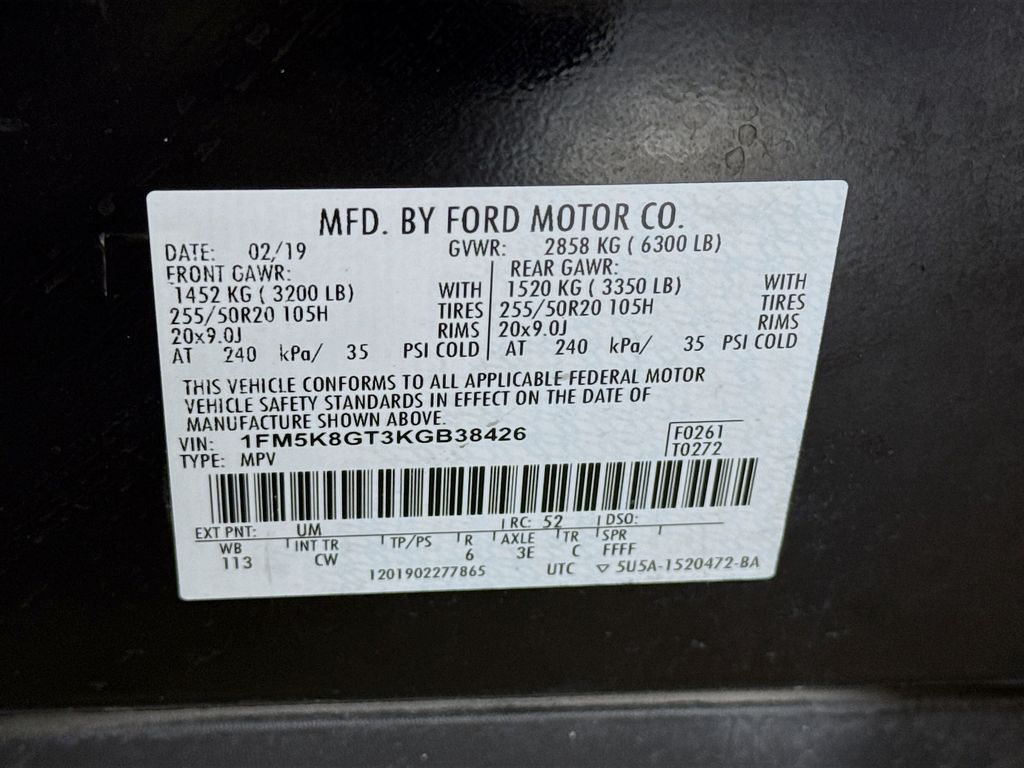 MFD. BY FORD MOTOR CO.
DATE: 02/19 GVWR: 2858 KG ( 6300 LB)
FRONT GAWR: REAR GAWR:
1452 KG ( 3200 LB) WITH 1520 KG ( 3350 LB) WITH
255/50R20 105H TIRES 255/50R20 105H TIRES
20x9.0J RIMS 20x9.0J RIMS
AT 240 kPa/ 35 PSI COLD AT 240 kPa/ 35 PSI COLD
THIS VEHICLE CONFORMS TO ALL APPLICABLE FEDERAL MOTOR
VEHICLE SAFETY STANDARDS IN EFFECT ON THE DATE OF
MANUFACTURE SHOWN ABOVE.
VIN: 1FM5K8GT3KGB38426 F0261
TYPE: MPV T0272
EXT PNT: UM RC: 52 DSO:
WB INT TR TP/PS R AXLE TR SPR
113 CW 6 3E C FFFF
1201902277865 UTC ▽ 5U5A-1520472-BA